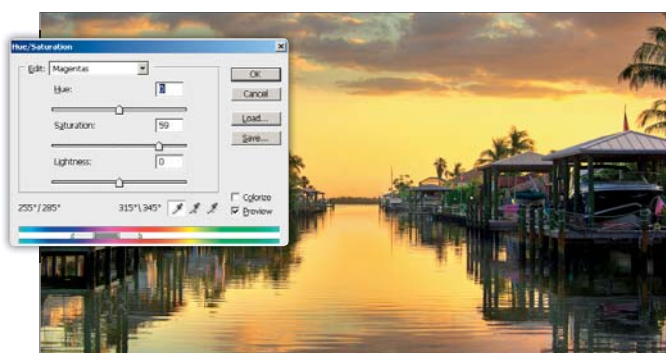 Hue/Saturation
Edit: Magentas
OK
Hue: 0
Cancel
Saturation: 59
Load...
Save...
Lightness: 0
Colorize
255°/285° 315°\345°
Preview